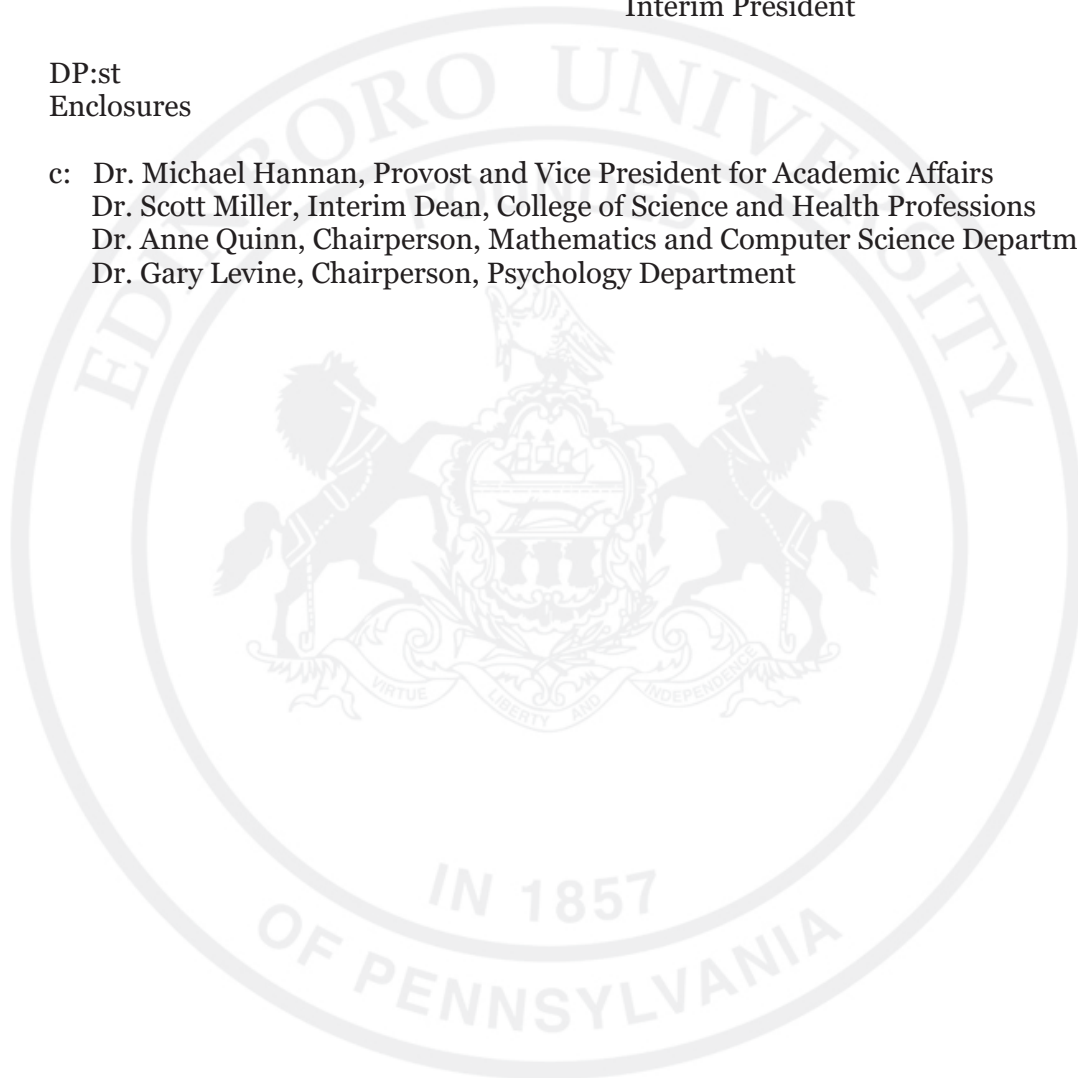 Interim President
DP:st
Enclosures
c: Dr. Michael Hannan, Provost and Vice President for Academic Affairs
Dr. Scott Miller, Interim Dean, College of Science and Health Professions
Dr. Anne Quinn, Chairperson, Mathematics and Computer Science Departm
Dr. Gary Levine, Chairperson, Psychology Department
EDINBORO UNIVERSITY
FOUNDED
VIRTUE LIBERTY AND INDEPENDENCE
IN 1857
OF PENNSYLVANIA